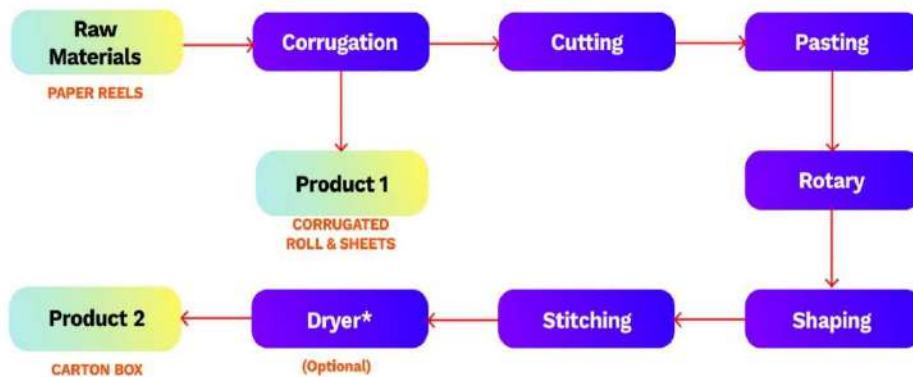 Raw
Materials
PAPER REELS
Corrugation
Cutting
Pasting
Product 1
CORRUGATED
ROLL & SHEETS
Rotary
Shaping
Stitching
Dryer*
(Optional)
Product 2
CARTON BOX